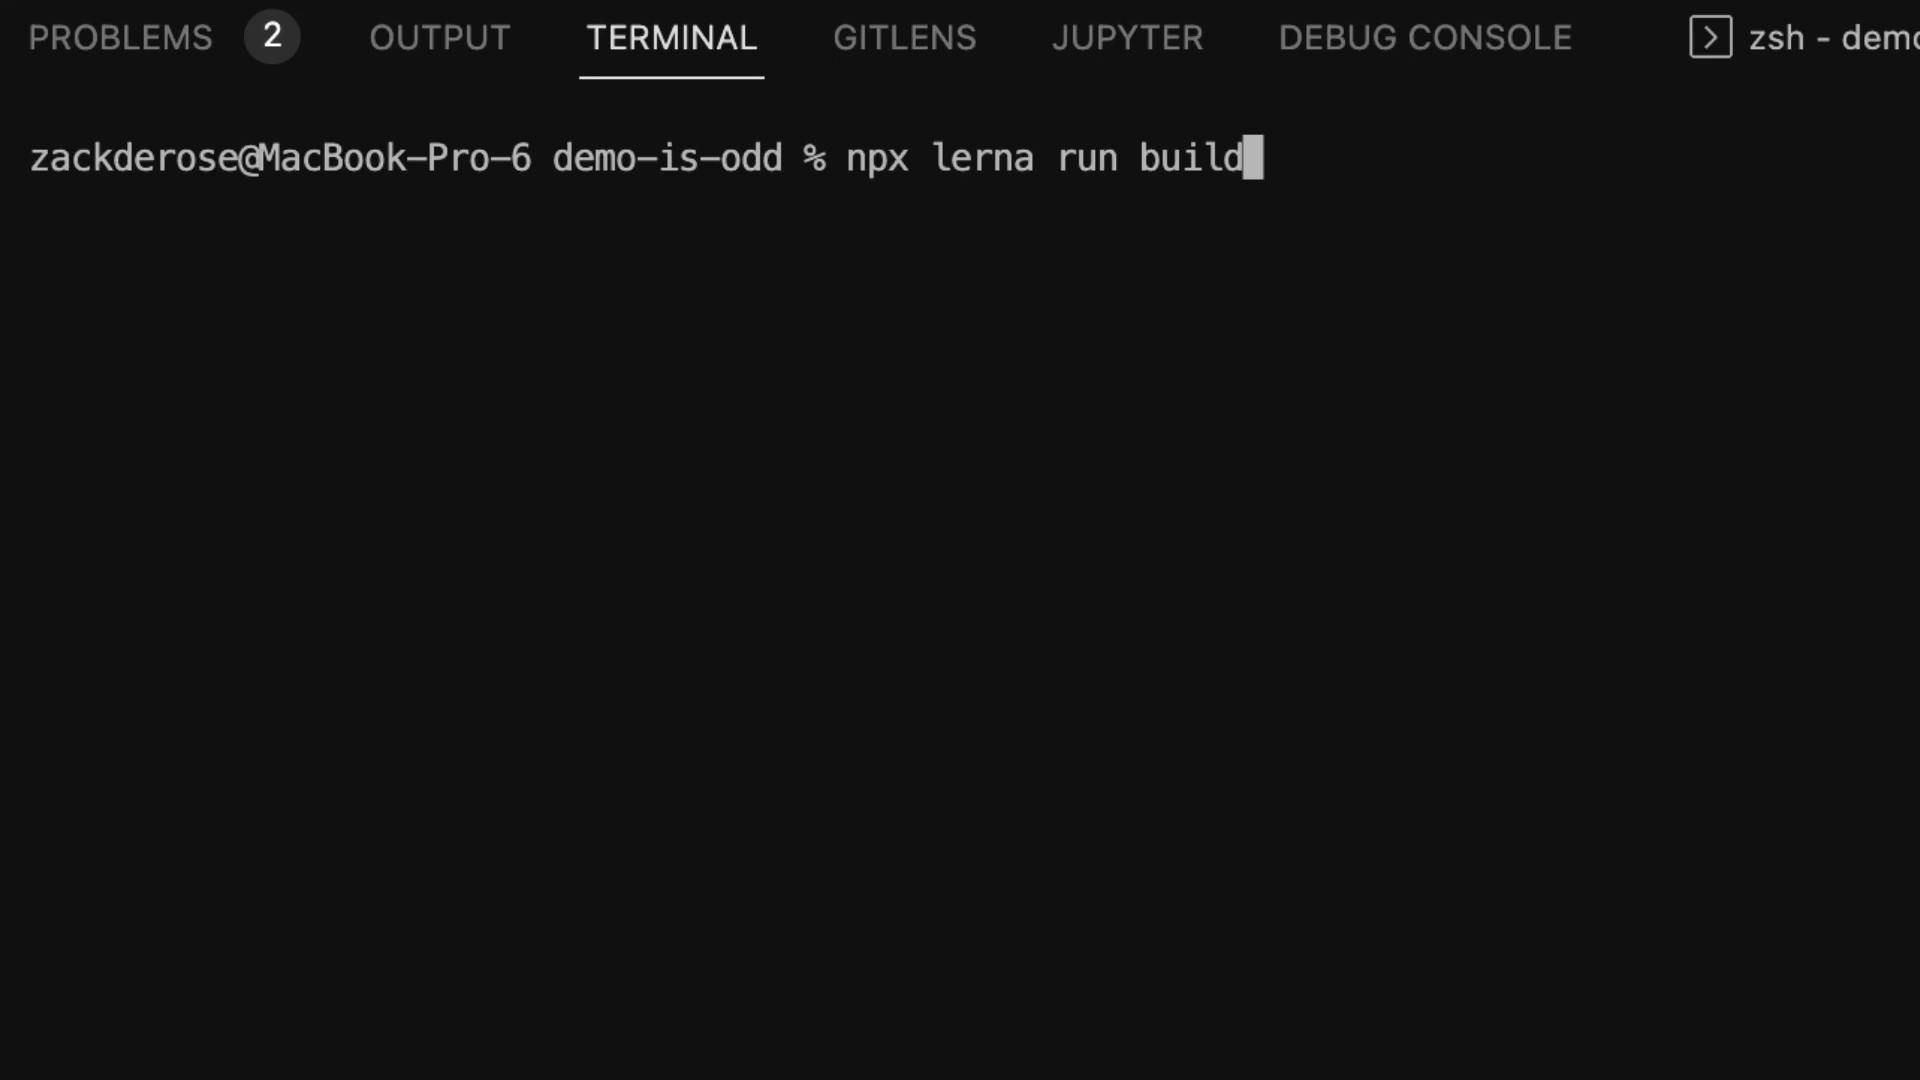 PROBLEMS 2 OUTPUT TERMINAL GITLENS JUPYTER DEBUG CONSOLE zsh - demo
zackderose@MacBook-Pro-6 demo-is-odd % npx lerna run build